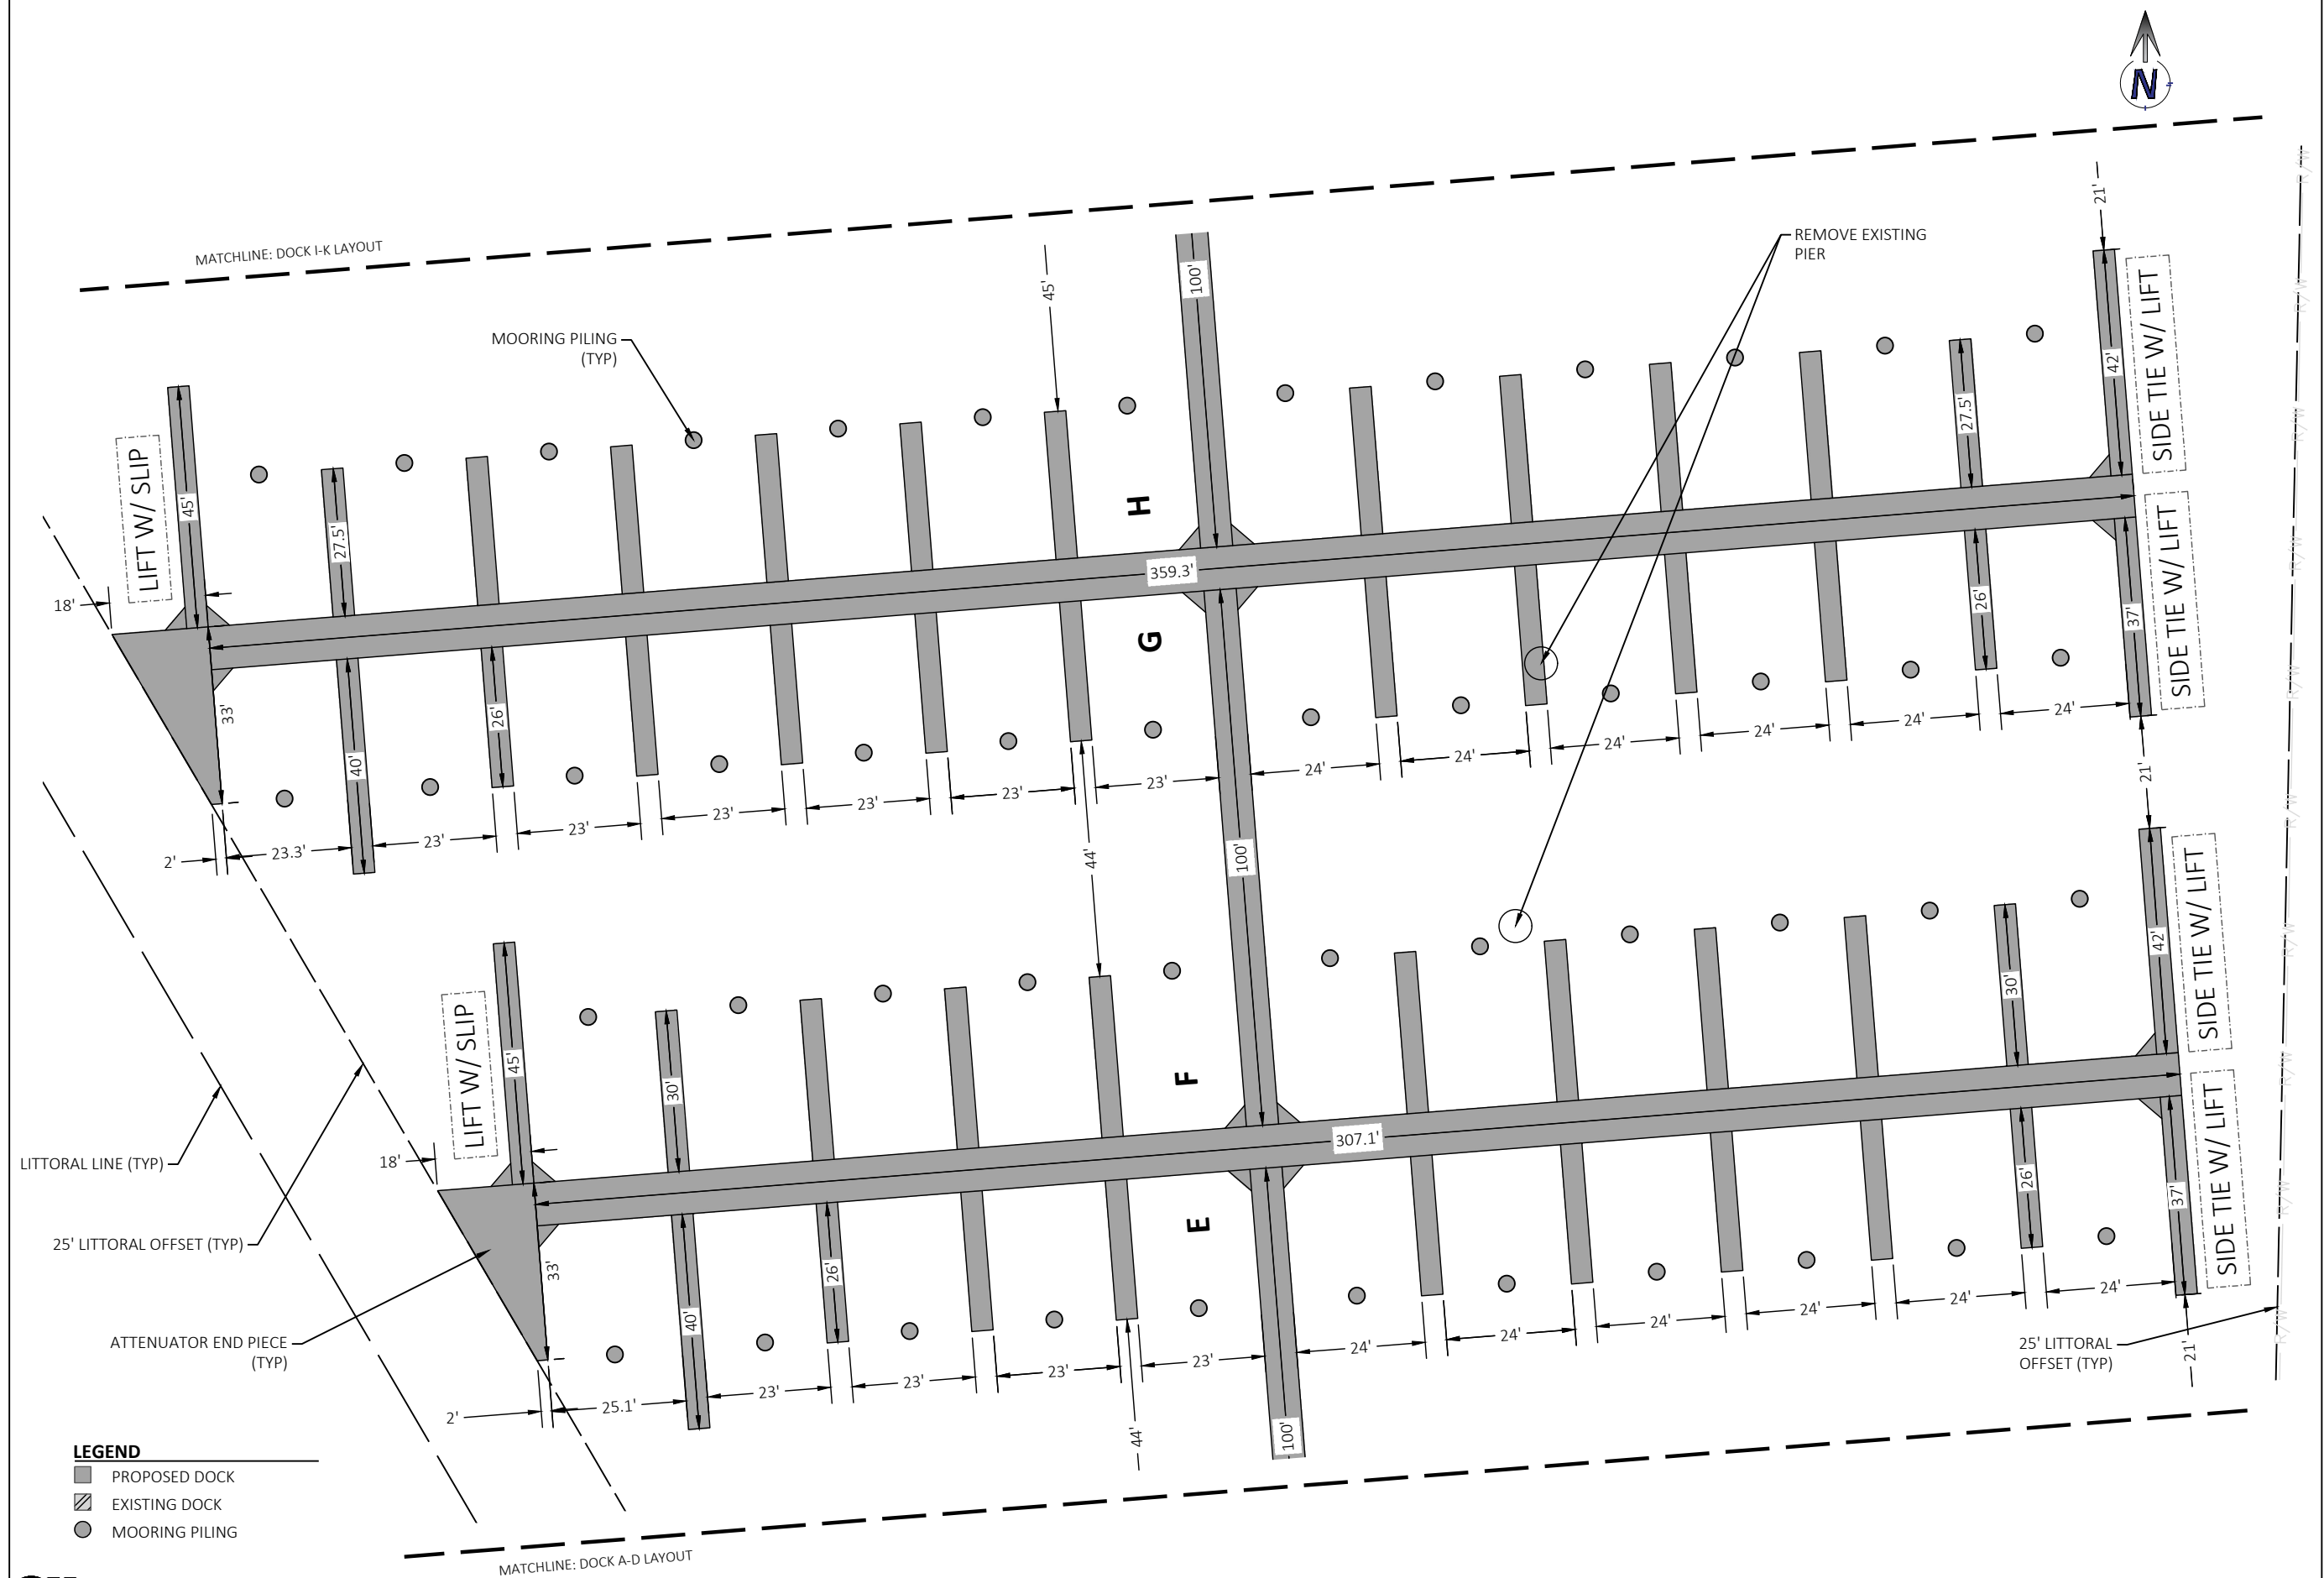 N
21'
MATCHLINE: DOCK I-K LAYOUT
REMOVE EXISTING
PIER
45'
100'
MOORING PILING
(TYP)
SIDE TIE W/ LIFT
42'
27.5'
LIFT W/ SLIP
45'
27.5'
H
SIDE TIE W/ LIFT
359.3'
18'
26'
37'
G
33'
26'
40'
24'
24'
24'
24'
24'
24'
23'
23'
23'
23'
23'
23'
23.3'
2'
21'
44'
100'
SIDE TIE W/ LIFT
42'
30'
LIFT W/ SLIP
45'
30'
F
307.1'
LITTORAL LINE (TYP)
18'
SIDE TIE W/ LIFT
26'
37'
E
25' LITTORAL OFFSET (TYP)
33'
26'
40'
ATTENUATOR END PIECE
(TYP)
24'
24'
24'
24'
24'
24'
23'
23'
23'
23'
25.1'
2'
25' LITTORAL
OFFSET (TYP)
21'
44'
100'
R/W
R/W
R/W
R/W
R/W
R/W
R/W
R/W
R/W
R/W
LEGEND
PROPOSED DOCK
EXISTING DOCK
MOORING PILING
MATCHLINE: DOCK A-D LAYOUT